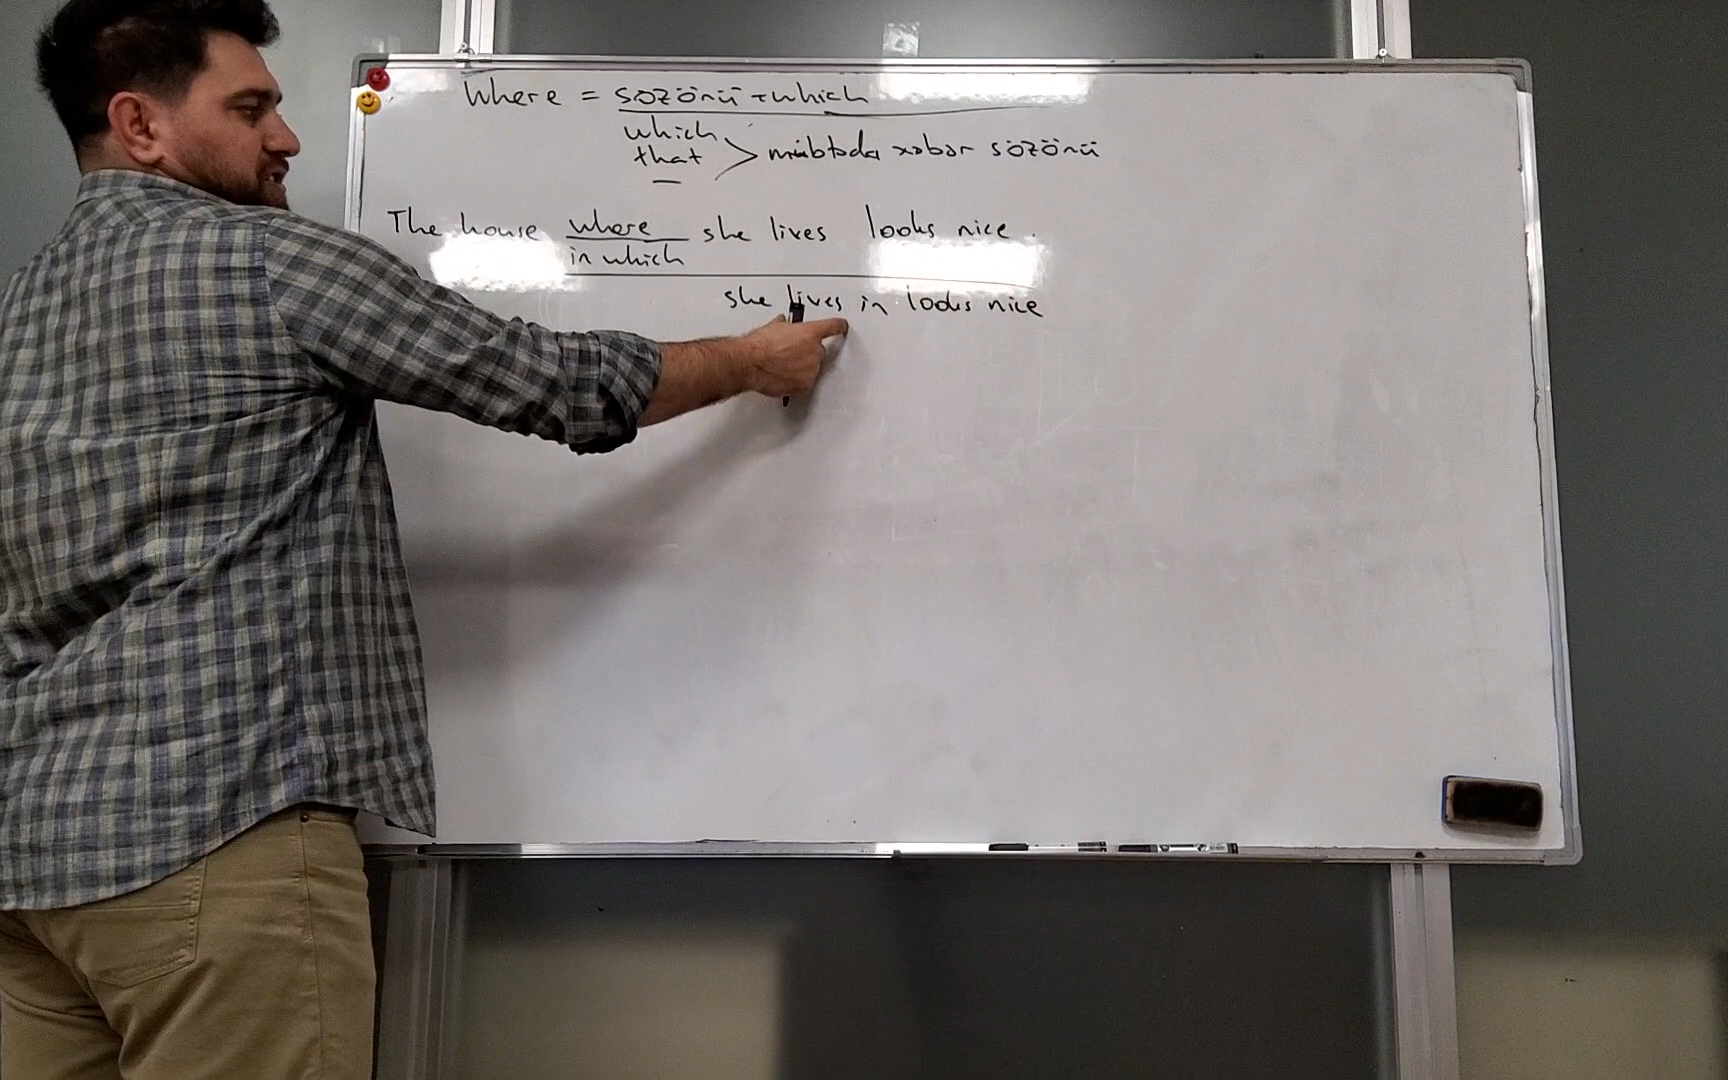 Where = sözönü + which
which
that > mübtəda xəbər sözönü
The house where she lives looks nice.
in which
she lives in looks nice